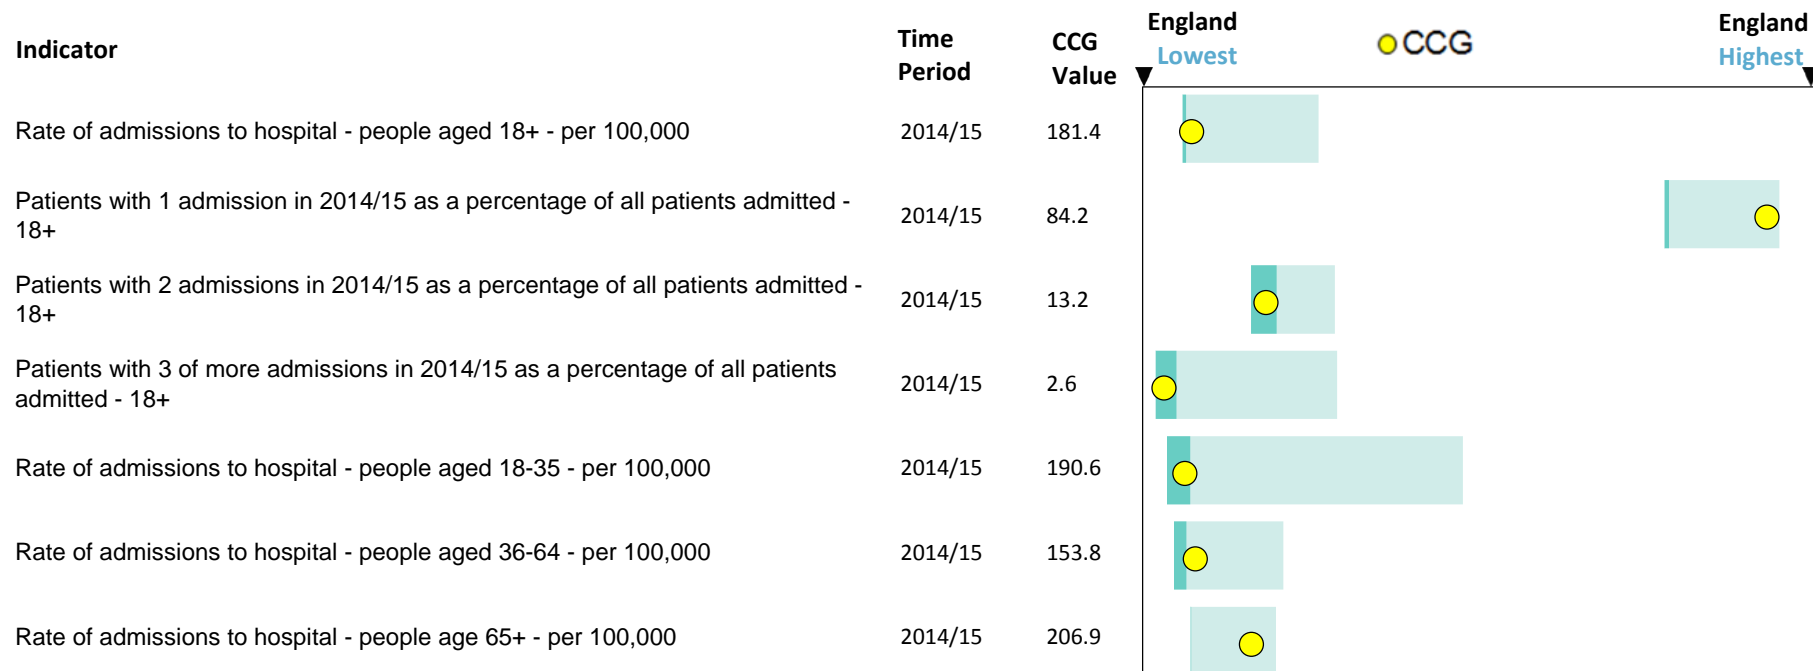 Indicator
Time Period
CCG Value
England Lowest
CCG
England Highest
Rate of admissions to hospital - people aged 18+ - per 100,000 2014/15 181.4
Patients with 1 admission in 2014/15 as a percentage of all patients admitted -
18+ 2014/15 84.2
Patients with 2 admissions in 2014/15 as a percentage of all patients admitted -
18+ 2014/15 13.2
Patients with 3 of more admissions in 2014/15 as a percentage of all patients
admitted - 18+ 2014/15 2.6
Rate of admissions to hospital - people aged 18-35 - per 100,000 2014/15 190.6
Rate of admissions to hospital - people aged 36-64 - per 100,000 2014/15 153.8
Rate of admissions to hospital - people age 65+ - per 100,000 2014/15 206.9